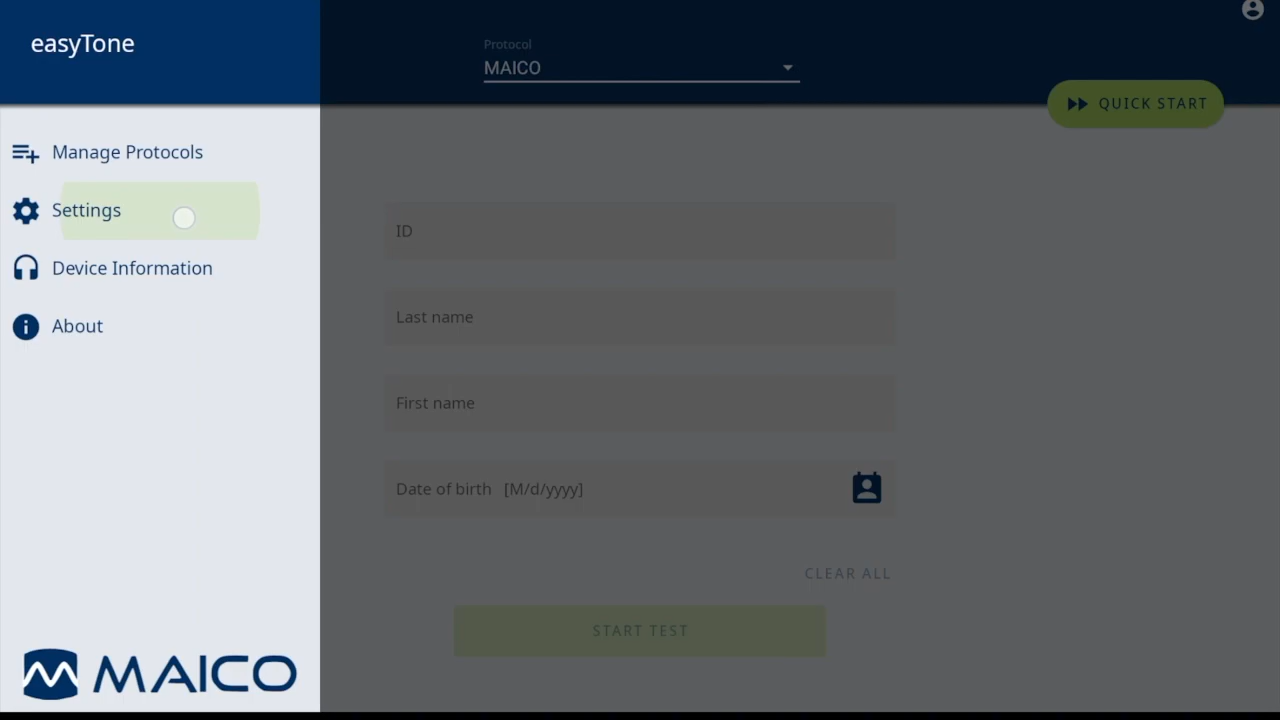 easyTone
Protocol
MAICO
QUICK START
Manage Protocols
Settings
Device Information
About
ID
Last name
First name
Date of birth [M/d/yyyy]
CLEAR ALL
START TEST
MAICO